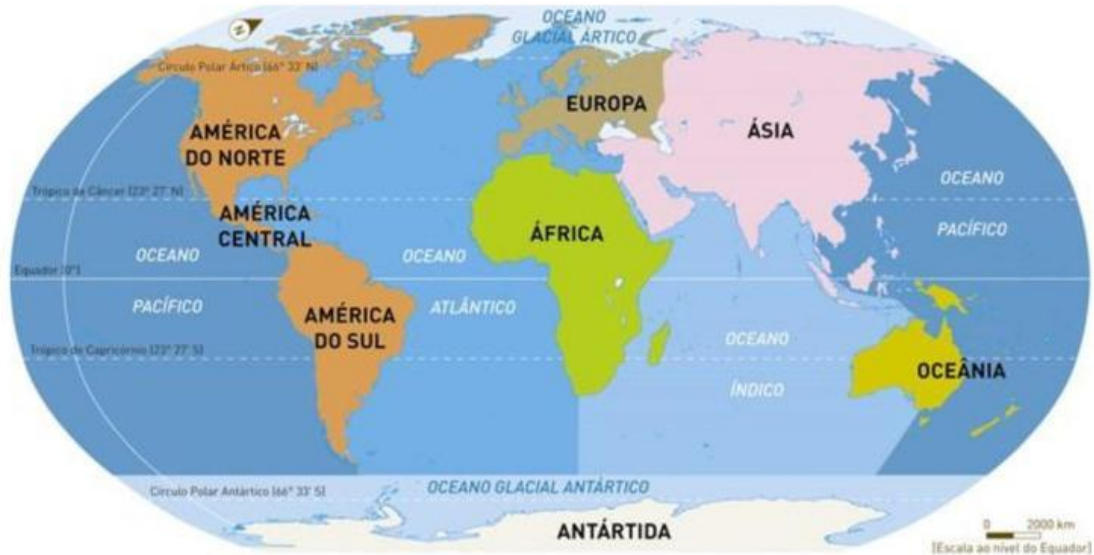 OCEANO
GLACIAL ÁRTICO
Círculo Polar Ártico (66° 33' N)
EUROPA
ÁSIA
AMÉRICA
DO NORTE
Trópico de Câncer (23° 27' N)
OCEANO
PACÍFICO
AMÉRICA
CENTRAL
ÁFRICA
OCEANO
PACÍFICO
OCEANO
ATLÂNTICO
Equador (0°)
AMÉRICA
DO SUL
OCEANO
ÍNDICO
Trópico de Capricórnio (23° 27' S)
OCEÂNIA
Círculo Polar Antártico (66° 33' S)
OCEANO GLACIAL ANTÁRTICO
ANTÁRTIDA
0 2000 km
(Escala ao nível do Equador)